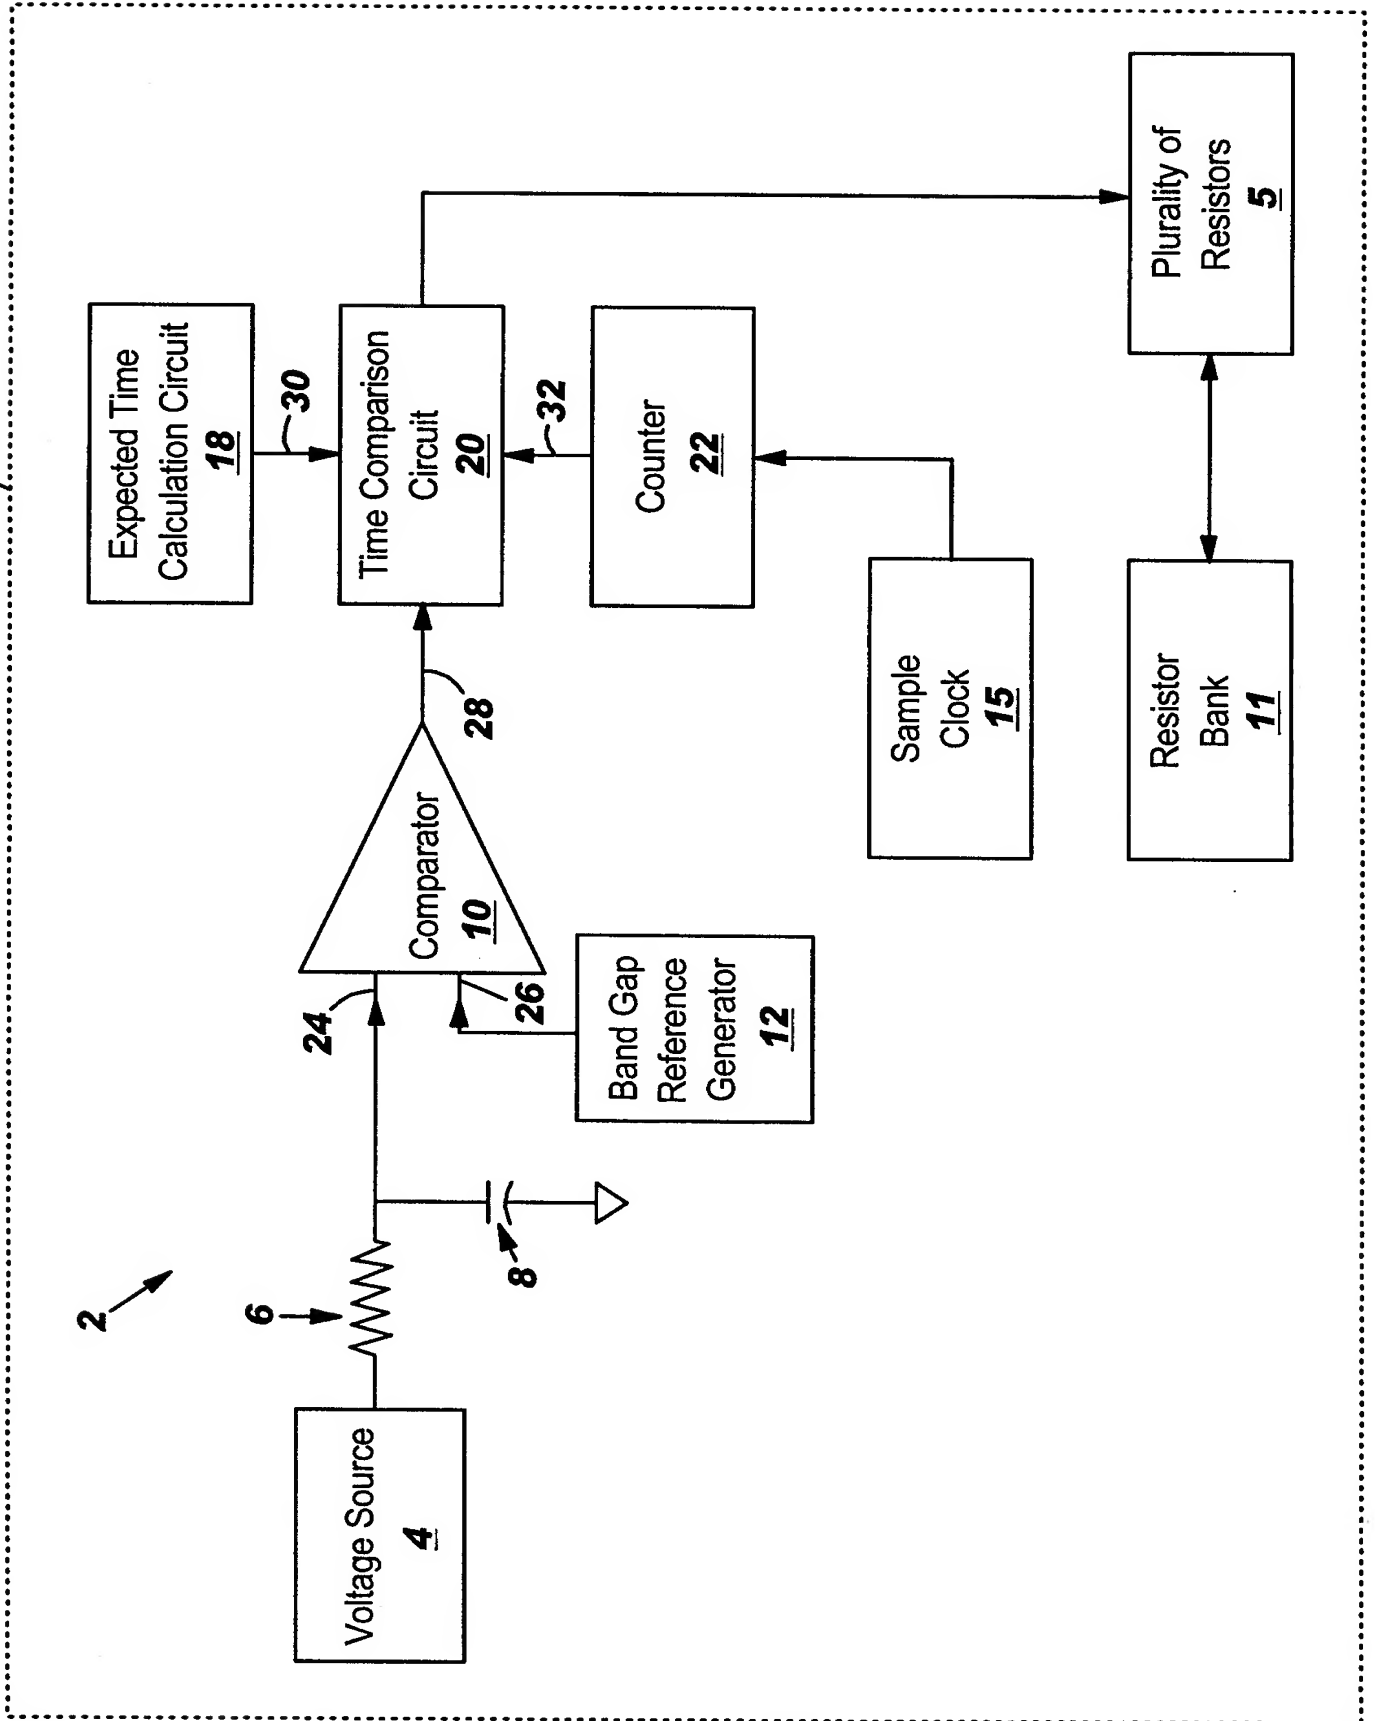 2
Voltage Source
4
6
8
24
26
Comparator
10
28
Band Gap
Reference
Generator
12
Expected Time
Calculation Circuit
18
30
Time Comparison
Circuit
20
32
Counter
22
Sample
Clock
15
Resistor
Bank
11
Plurality of
Resistors
5